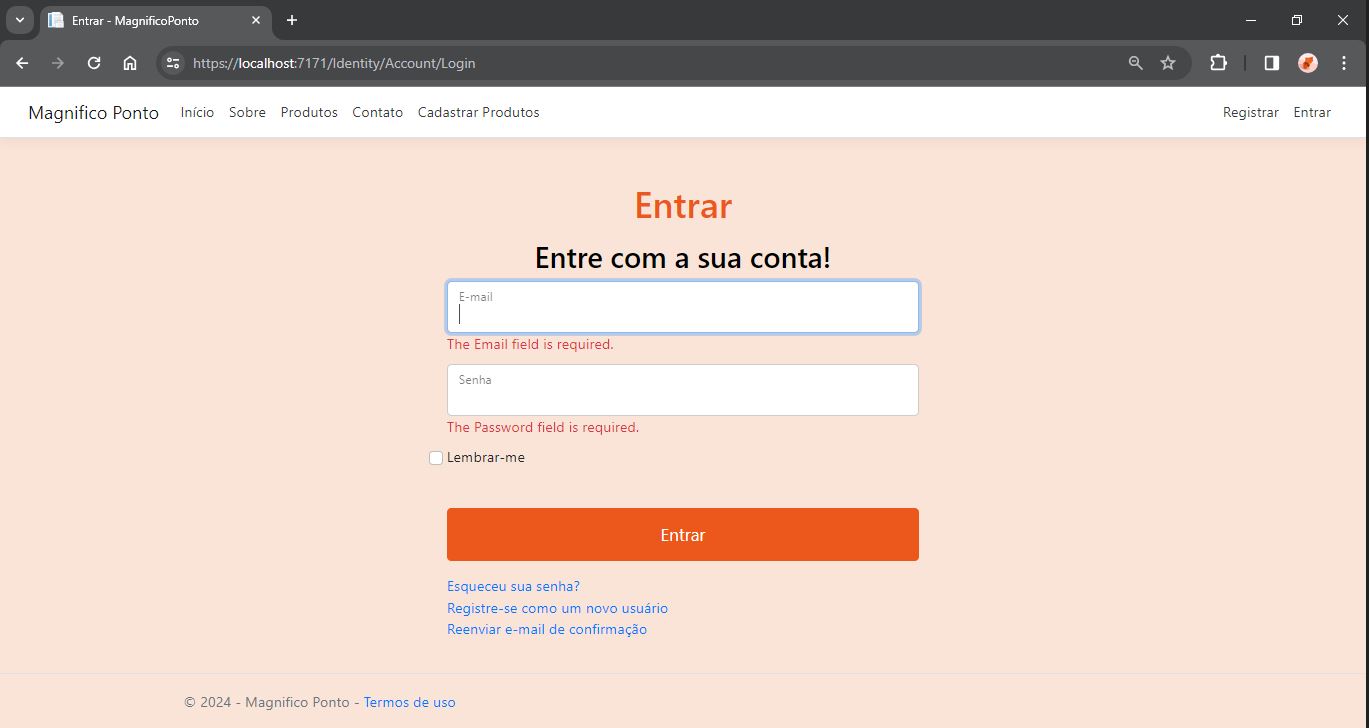 Entrar - MagnificoPonto
https://localhost:7171/Identity/Account/Login
Magnifico Ponto Início Sobre Produtos Contato Cadastrar Produtos Registrar Entrar
Entrar
Entre com a sua conta!
E-mail
The Email field is required.
Senha
The Password field is required.
Lembrar-me
Entrar
Esqueceu sua senha?
Registre-se como um novo usuário
Reenviar e-mail de confirmação
© 2024 - Magnifico Ponto - Termos de uso